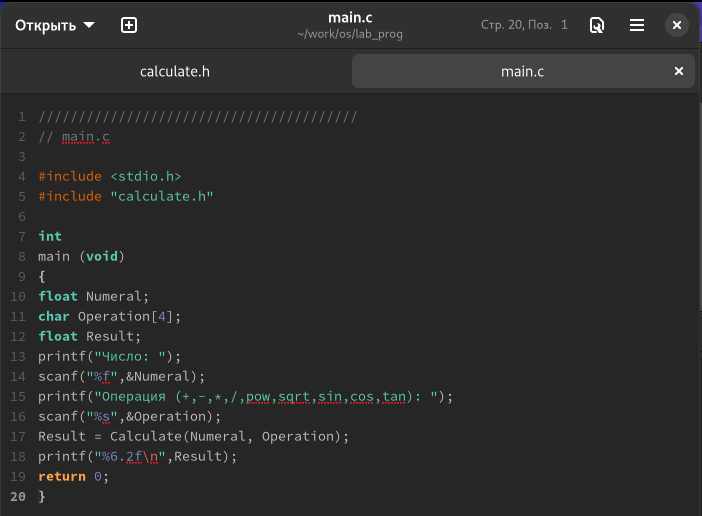 Открыть
main.c
~/work/os/lab_prog
Стр. 20, Поз. 1
calculate.h
main.c
1 ////////////////////////////////////////
2 // main.c
3
4 #include <stdio.h>
5 #include "calculate.h"
6
7 int
8 main (void)
9 {
10 float Numeral;
11 char Operation[4];
12 float Result;
13 printf("Число: ");
14 scanf("%f",&Numeral);
15 printf("Операция (+,-,*,/,pow,sqrt,sin,cos,tan): ");
16 scanf("%s",&Operation);
17 Result = Calculate(Numeral, Operation);
18 printf("%6.2f\n",Result);
19 return 0;
20 }